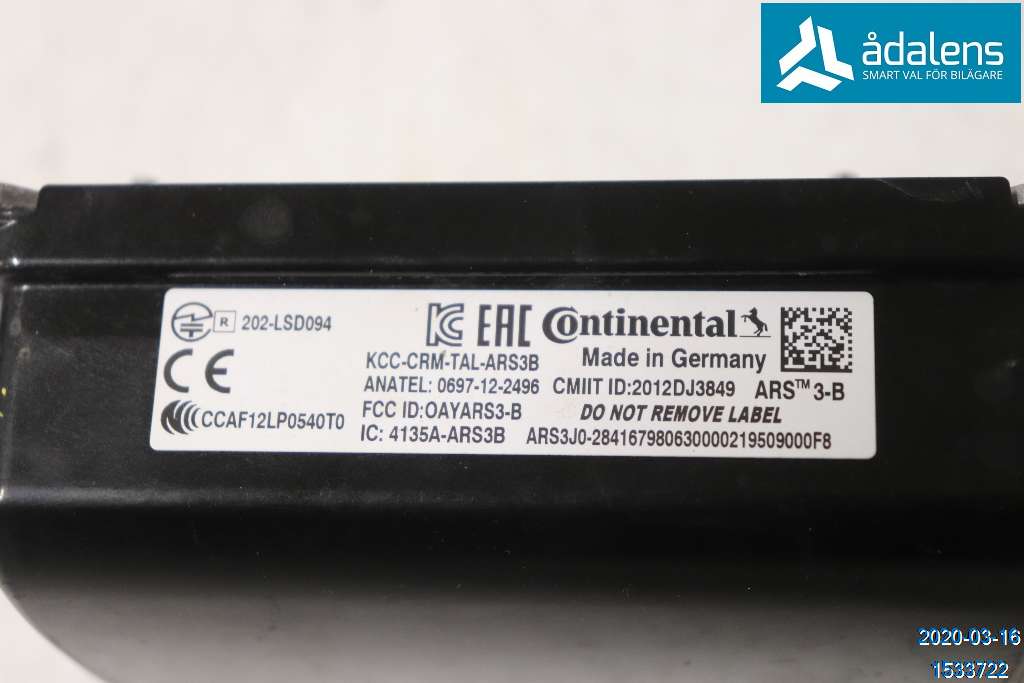 ådalens
SMART VAL FÖR BILÄGARE
R 202-LSD094
CE
CCAF12LP0540T0
KC EAC Continental
KCC-CRM-TAL-ARS3B Made in Germany
ANATEL: 0697-12-2496 CMIIT ID:2012DJ3849 ARS™ 3-B
FCC ID:OAYARS3-B DO NOT REMOVE LABEL
IC: 4135A-ARS3B ARS3J0-2841679806300000219509000F8
2020-03-16
1533722